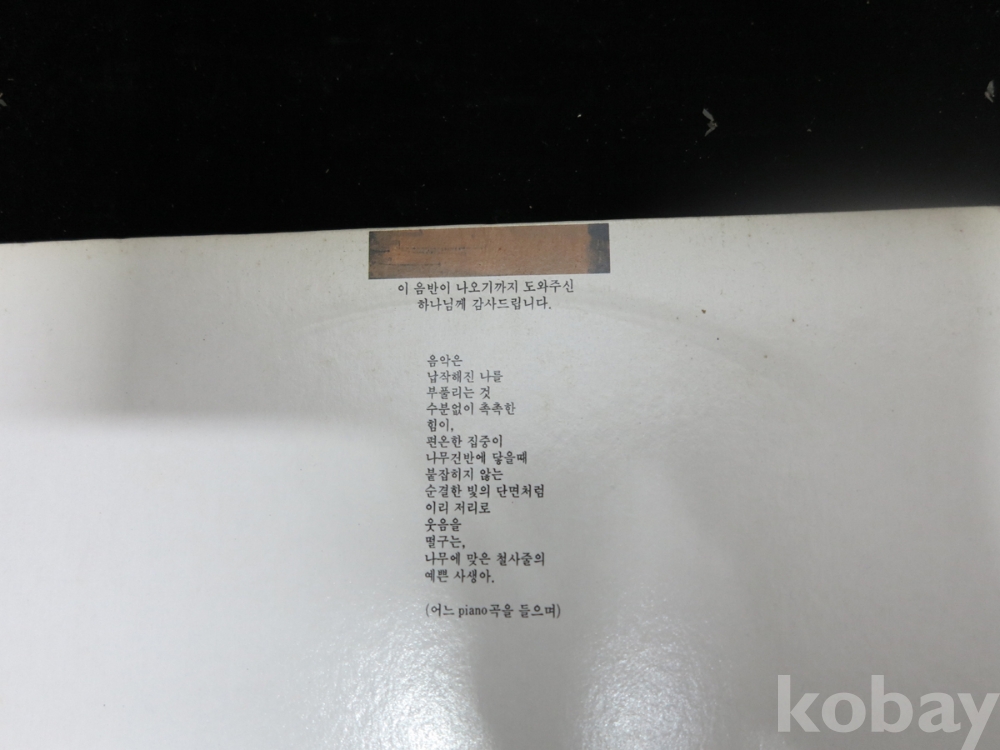 이 음반이 나오기까지 도와주신
하나님께 감사드립니다.
음악은
납작해진 나를
부풀리는 것
수분없이 촉촉한
힘이,
편온한 집중이
나무건반에 닿을때
붙잡히지 않는
순결한 빛의 단면처럼
이리 저리로
웃음을
떨구는,
나무에 맞은 철사줄의
예쁜 사생아.
(어느 piano곡을 들으며)
kobay